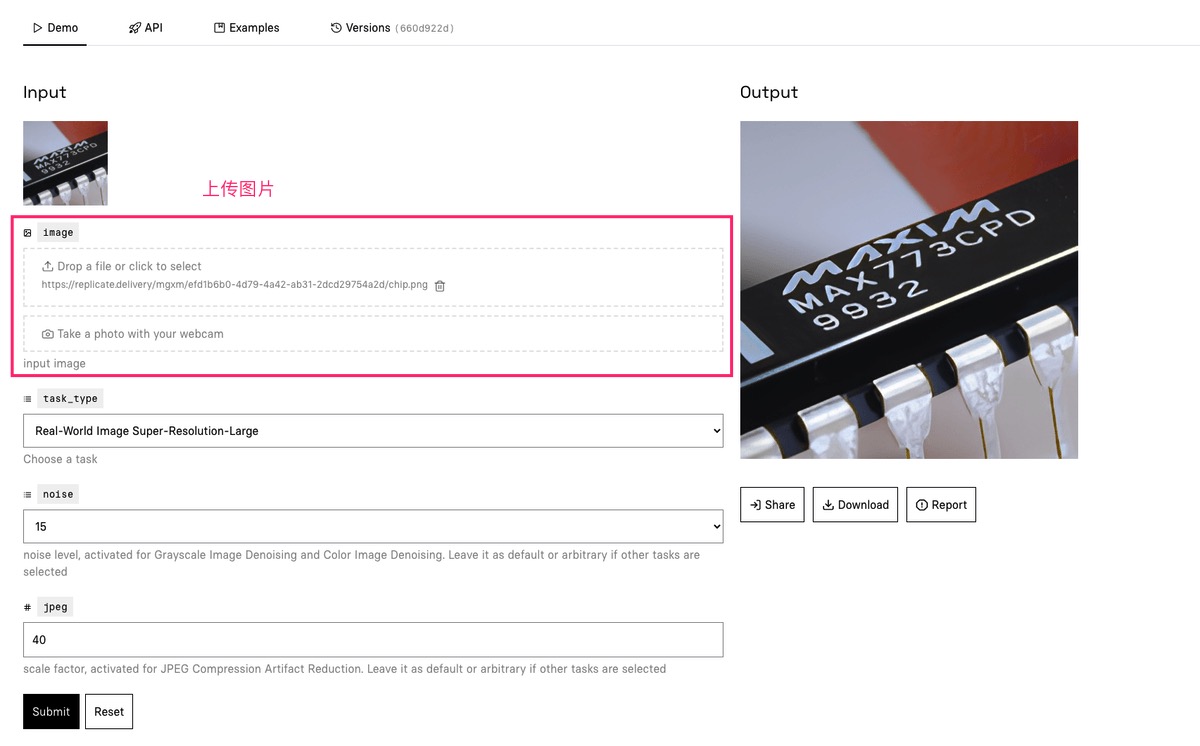 Demo
API
Examples
Versions (660d922d)
Input
Output
MAXIM
MAX773CPD
9932
上传图片
image
Drop a file or click to select
https://replicate.delivery/mgxm/efd1b6b0-4d79-4a42-ab31-2dcd29754a2d/chip.png
Take a photo with your webcam
input image
task_type
Real-World Image Super-Resolution-Large
Choose a task
noise
15
noise level, activated for Grayscale Image Denoising and Color Image Denoising. Leave it as default or arbitrary if other tasks are
selected
# jpeg
40
scale factor, activated for JPEG Compression Artifact Reduction. Leave it as default or arbitrary if other tasks are selected
Submit
Reset
MAXIM
MAX773CPD
9932
Share
Download
Report